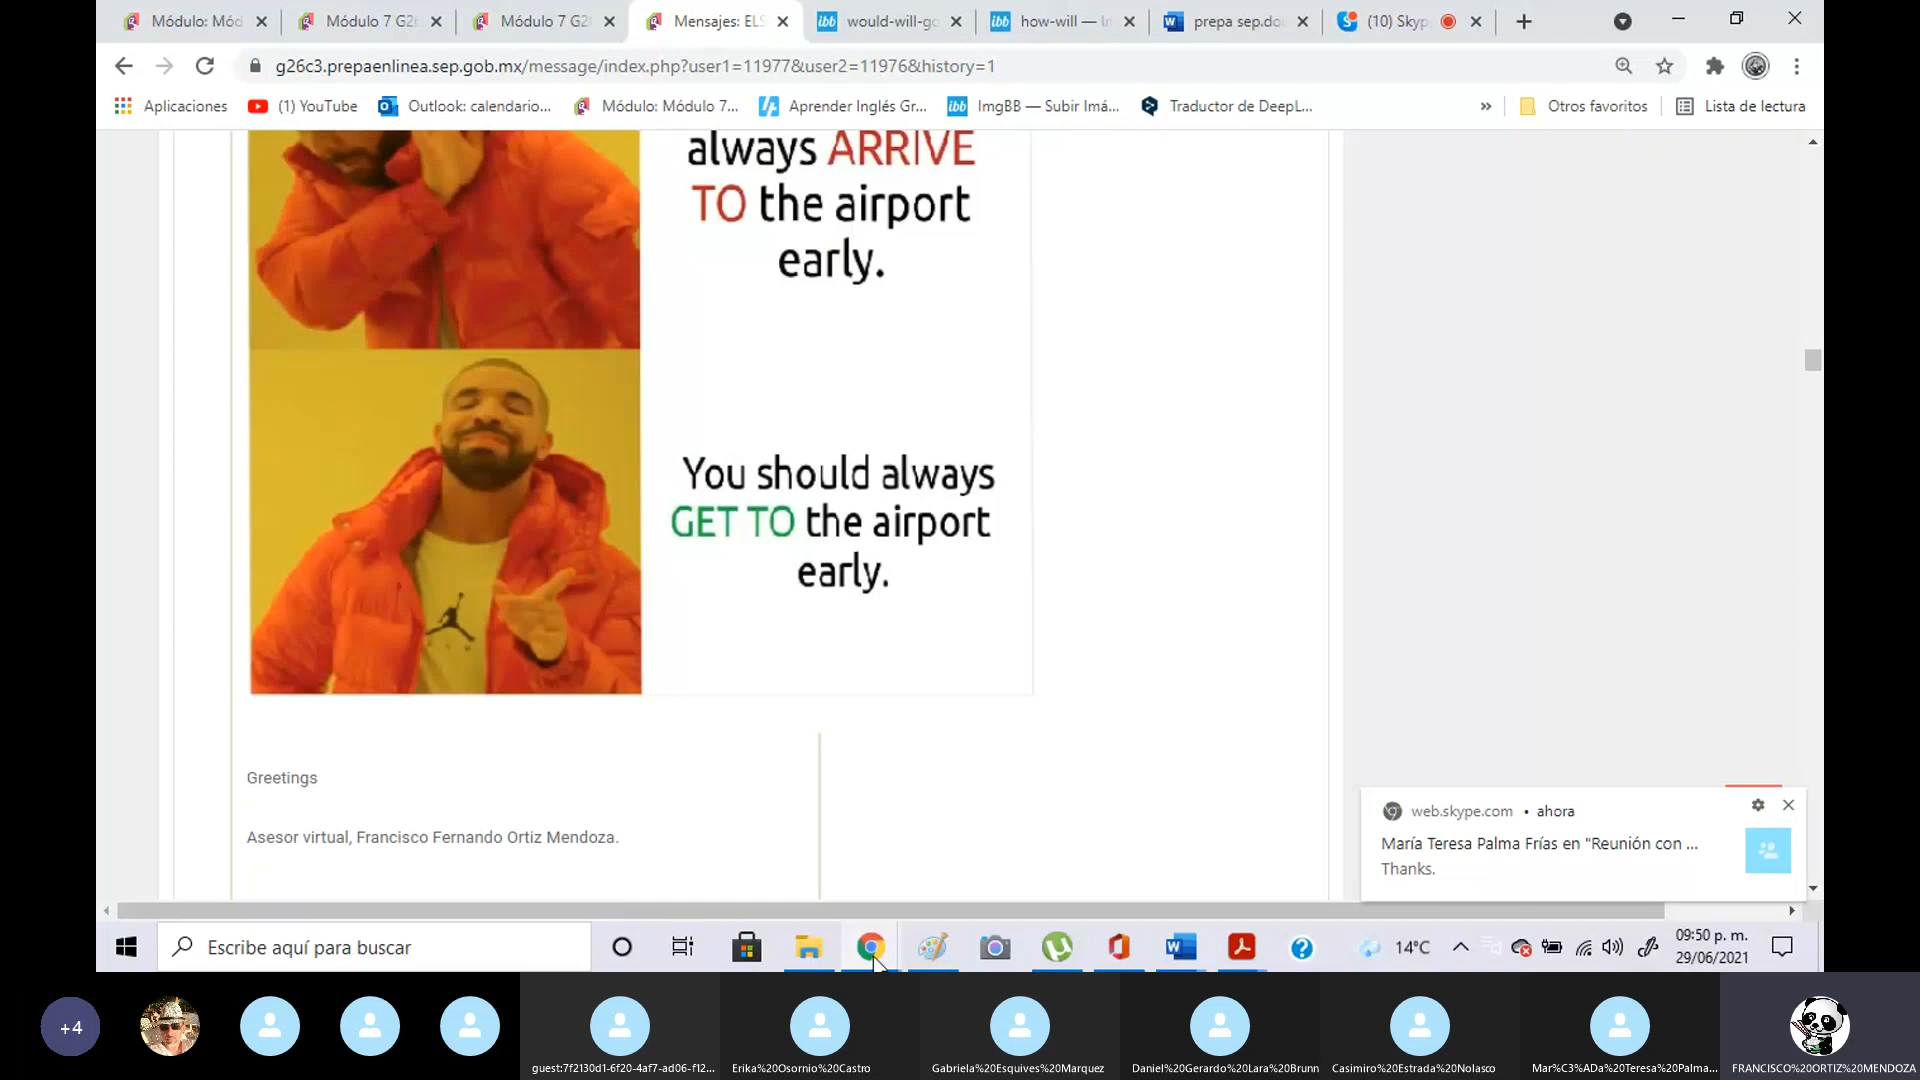 Módulo: Mód
Módulo 7 G2
Módulo 7 G2
Mensajes: ELS
would-will-go
how-will — In
prepa sep.do
(10) Skyp
g26c3.prepaenlinea.sep.gob.mx/message/index.php?user1=11977&user2=11976&history=1
Aplicaciones
(1) YouTube
Outlook: calendario...
Módulo: Módulo 7...
Aprender Inglés Gr...
ImgBB — Subir Imá...
Traductor de DeepL...
»
Otros favoritos
Lista de lectura
always ARRIVE
TO the airport
early.
You should always
GET TO the airport
early.
Greetings
Asesor virtual, Francisco Fernando Ortiz Mendoza.
web.skype.com • ahora
María Teresa Palma Frías en "Reunión con ...
Thanks.
Escribe aquí para buscar
14°C
09:50 p. m.
29/06/2021
+4
guest:7f2130d1-6f20-4af7-ad06-f12...
Erika%20Osornio%20Castro
Gabriela%20Esquives%20Marquez
Daniel%20Gerardo%20Lara%20Brunn
Casimiro%20Estrada%20Nolasco
Mar%C3%ADa Teresa%20Palma...
FRANCISCO%20ORTIZ%20MENDOZA